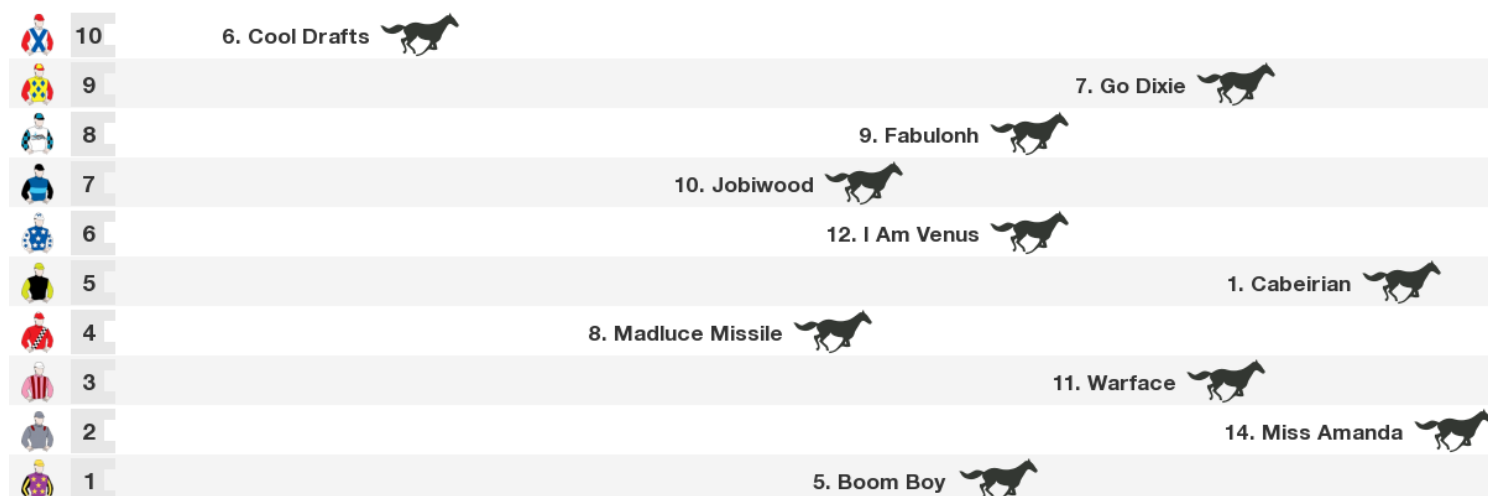 10 6. Cool Drafts
9 7. Go Dixie
8 9. Fabulonh
7 10. Jobiwood
6 12. I Am Venus
5 1. Cabeirian
4 8. Madluce Missile
3 11. Warface
2 14. Miss Amanda
1 5. Boom Boy